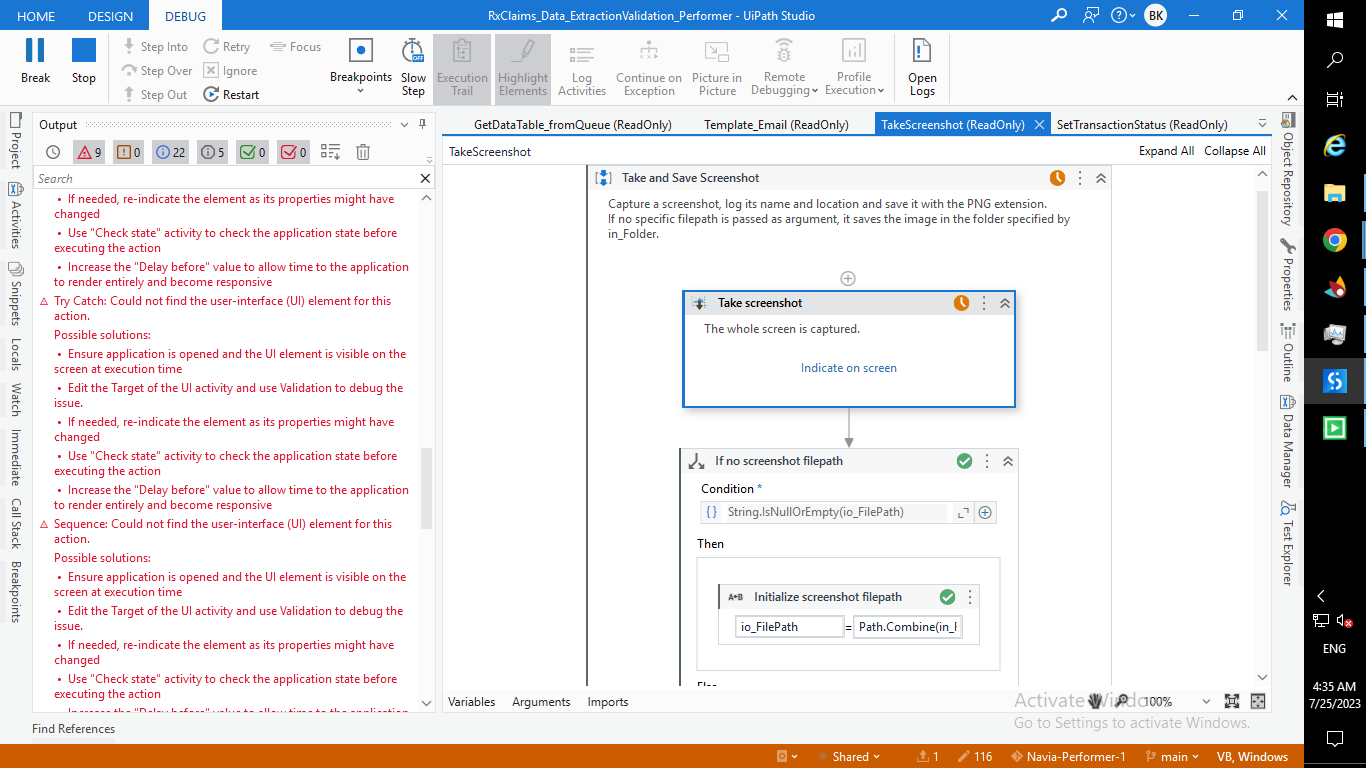 HOME DESIGN DEBUG RxClaims_Data_ExtractionValidation_Performer - UiPath Studio BK
Break
Stop
Step Into
Step Over
Step Out
Retry
Ignore
Restart
Focus
Breakpoints
Slow
Step
Execution
Trail
Highlight
Elements
Log
Activities
Continue on
Exception
Picture in
Picture
Remote
Debugging
Profile
Execution
Open
Logs
Project
Activities
Snippets
Locals
Watch
Immediate
Call Stack
Breakpoints
Output
9 0 22 5 0 0
Search
• If needed, re-indicate the element as its properties might have
changed
• Use "Check state" activity to check the application state before
executing the action
• Increase the "Delay before" value to allow time to the application
to render entirely and become responsive
Try Catch: Could not find the user-interface (UI) element for this
action.
Possible solutions:
• Ensure application is opened and the UI element is visible on the
screen at execution time
• Edit the Target of the UI activity and use Validation to debug the
issue.
• If needed, re-indicate the element as its properties might have
changed
• Use "Check state" activity to check the application state before
executing the action
• Increase the "Delay before" value to allow time to the application
to render entirely and become responsive
Sequence: Could not find the user-interface (UI) element for this
action.
Possible solutions:
• Ensure application is opened and the UI element is visible on the
screen at execution time
• Edit the Target of the UI activity and use Validation to debug the
issue.
• If needed, re-indicate the element as its properties might have
changed
• Use "Check state" activity to check the application state before
executing the action
• Increase the "Delay before" value to allow time to the application
Find References
GetDataTable_fromQueue (ReadOnly) Template_Email (ReadOnly) TakeScreenshot (ReadOnly) SetTransactionStatus (ReadOnly)
TakeScreenshot Expand All Collapse All
Take and Save Screenshot
Capture a screenshot, log its name and location and save it with the PNG extension.
If no specific filepath is passed as argument, it saves the image in the folder specified by
in_Folder.
Take screenshot
The whole screen is captured.
Indicate on screen
If no screenshot filepath
Condition *
String.IsNullOrEmpty(io_FilePath)
Then
A•B Initialize screenshot filepath
io_FilePath = Path.Combine(in_F
Else
Variables Arguments Imports 100%
Object Repository
Properties
Outline
Data Manager
Test Explorer
Activate Windows
Go to Settings to activate Windows.
Shared 1 116 Navia-Performer-1 main VB, Windows
ENG
4:35 AM
7/25/2023